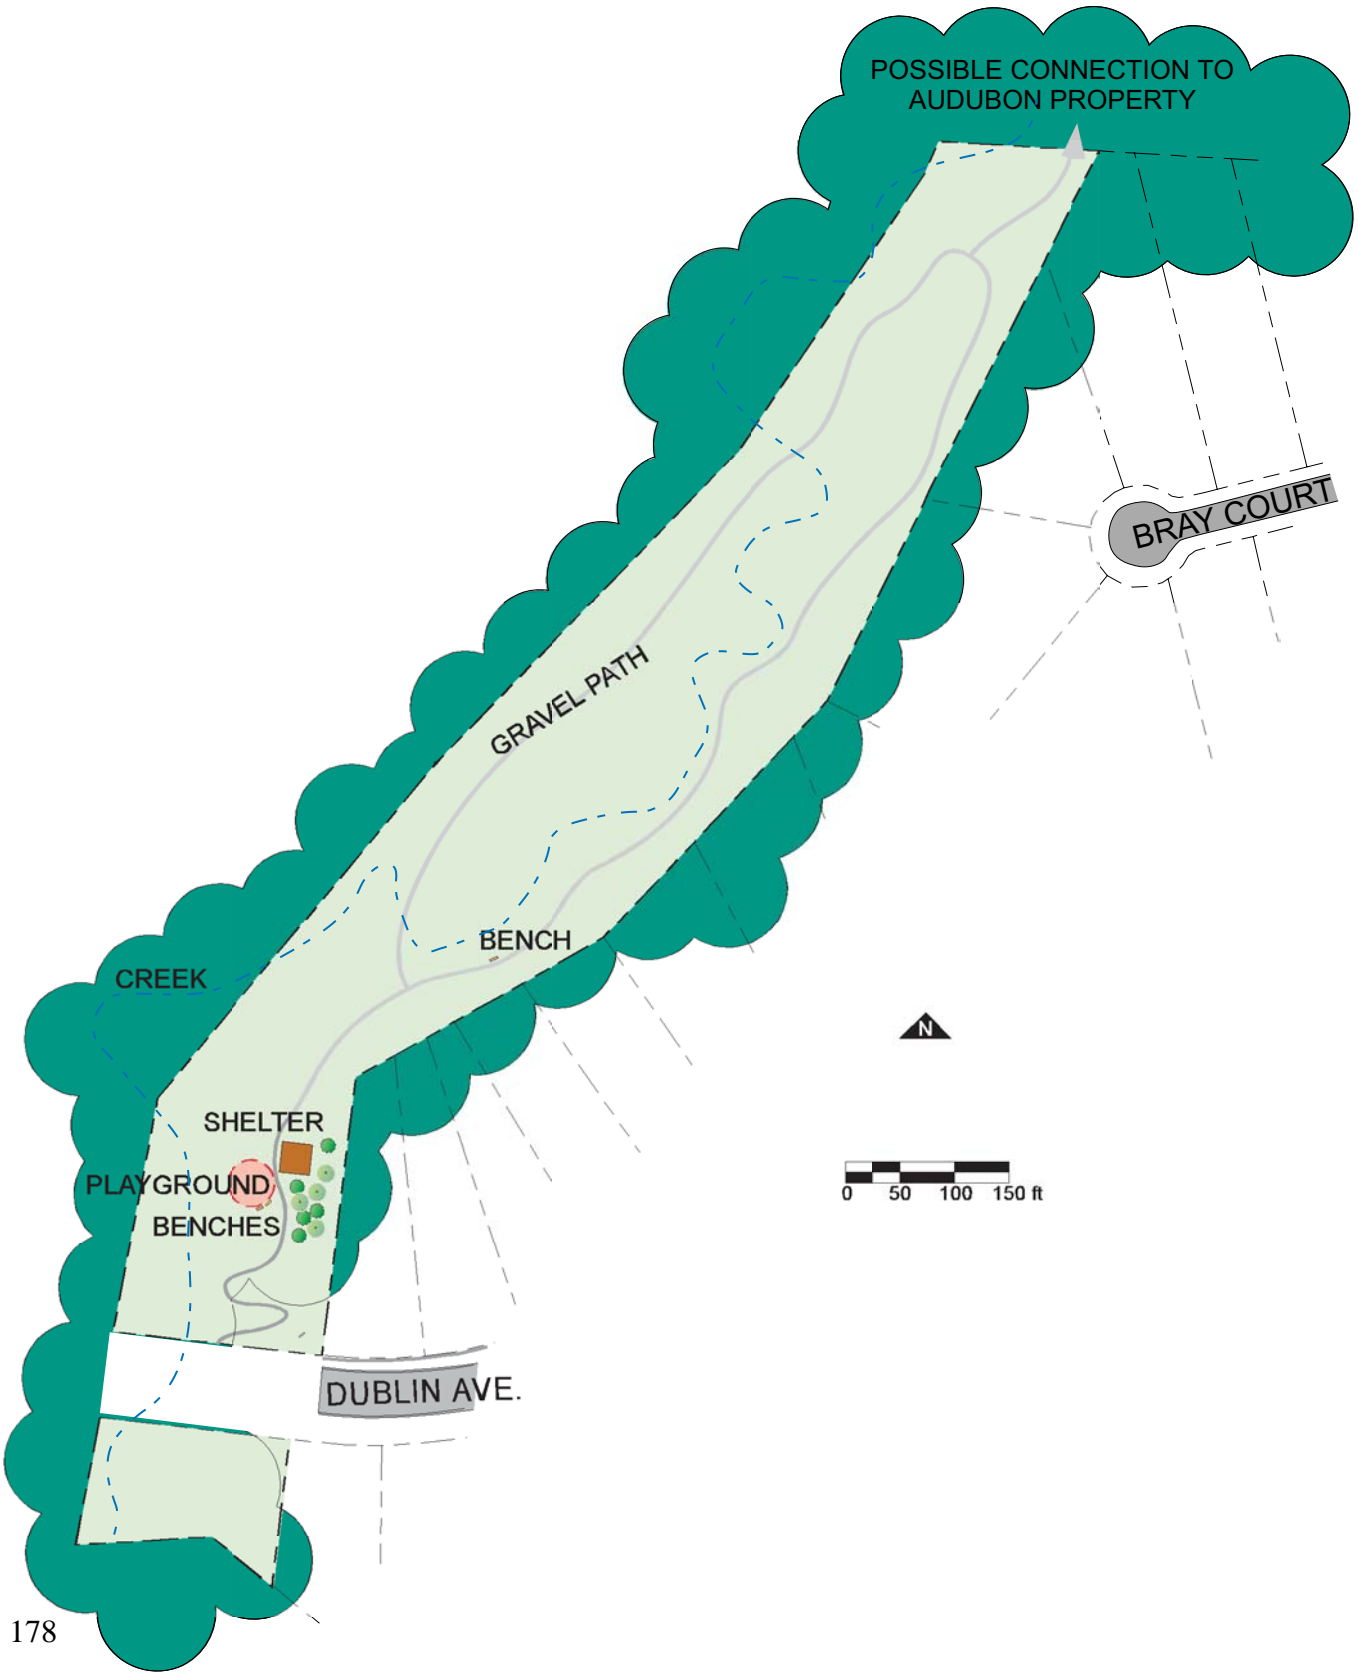 POSSIBLE CONNECTION TO
AUDUBON PROPERTY
BRAY COURT
GRAVEL PATH
BENCH
CREEK
N
SHELTER
PLAYGROUND
BENCHES
0 50 100 150 ft
DUBLIN AVE.
178